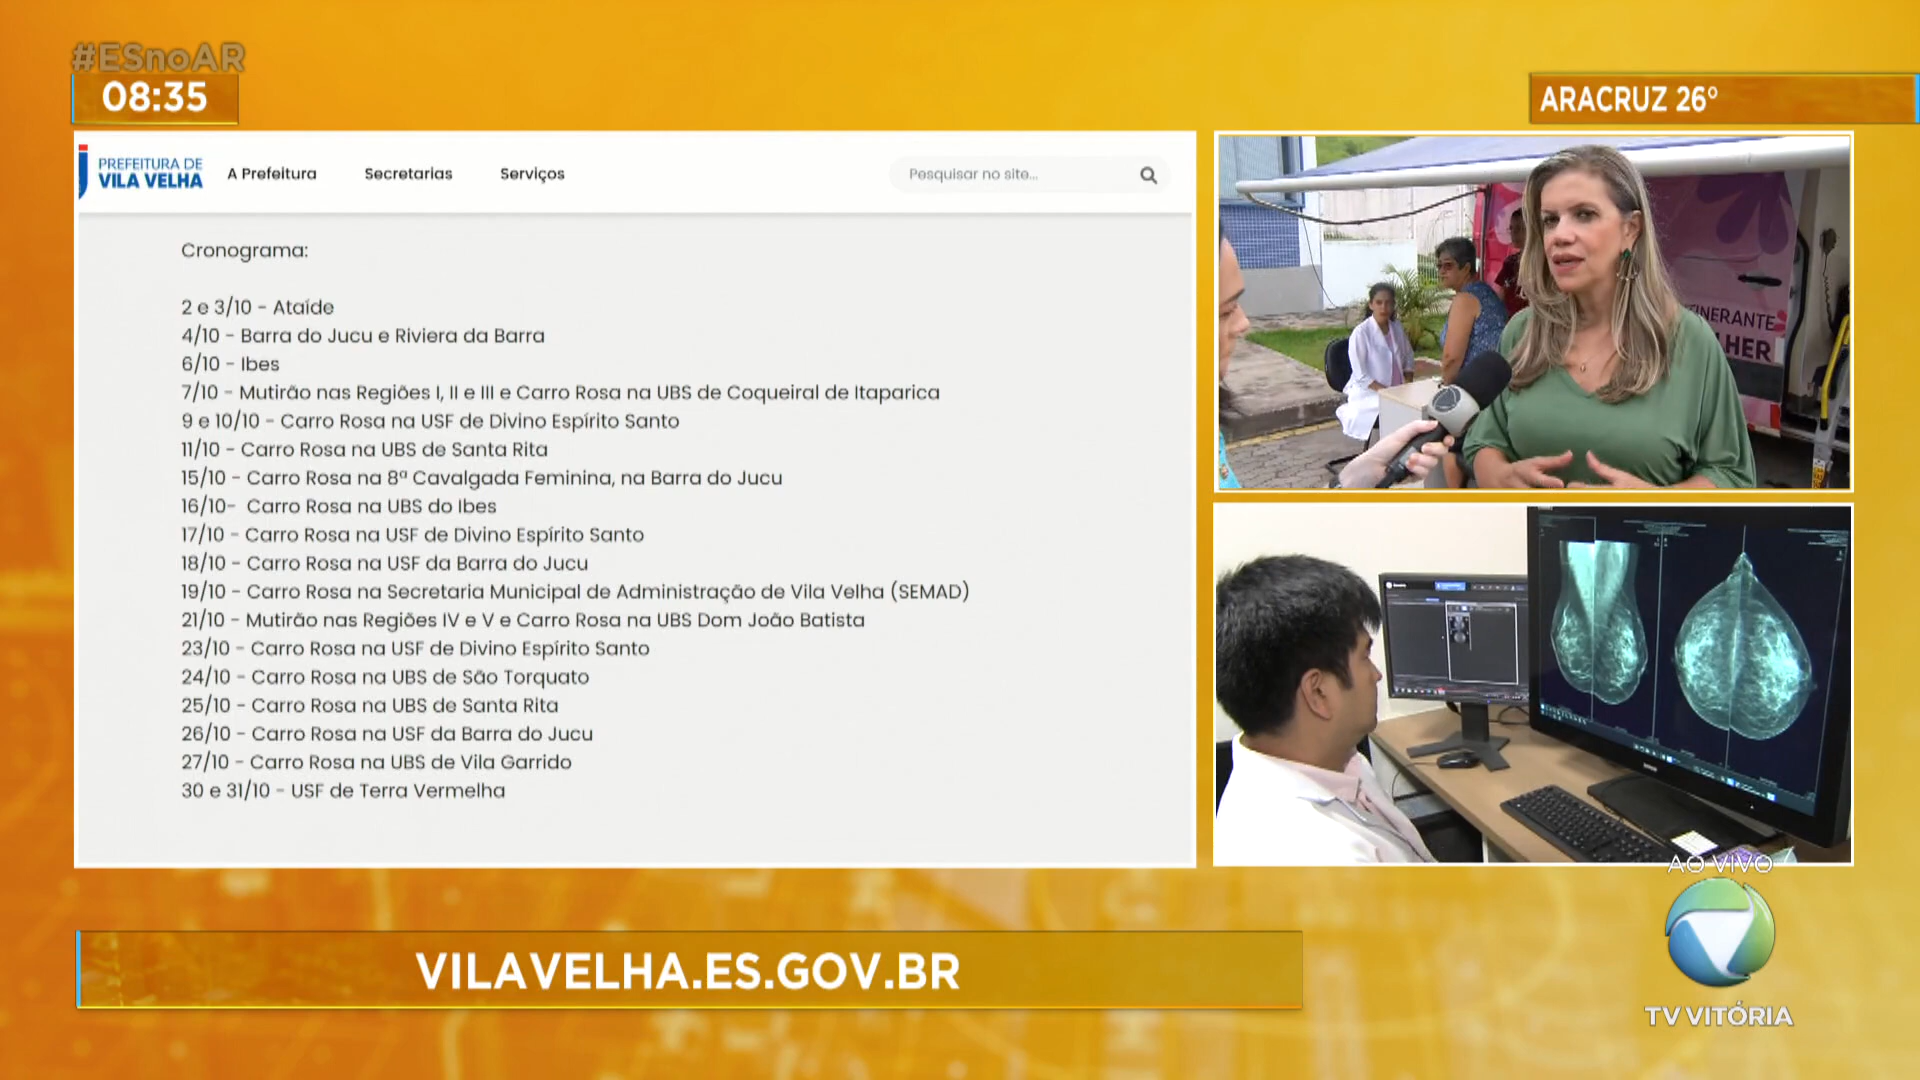 #ESnoAR
08:35
ARACRUZ 26°
PREFEITURA DE
VILA VELHA
A Prefeitura
Secretarias
Serviços
Pesquisar no site...
Cronograma:
2 e 3/10 - Ataíde
4/10 - Barra do Jucu e Riviera da Barra
6/10 - Ibes
7/10 - Mutirão nas Regiões I, II e III e Carro Rosa na UBS de Coqueiral de Itaparica
9 e 10/10 - Carro Rosa na USF de Divino Espírito Santo
11/10 - Carro Rosa na UBS de Santa Rita
15/10 - Carro Rosa na 8ª Cavalgada Feminina, na Barra do Jucu
16/10- Carro Rosa na UBS do Ibes
17/10 - Carro Rosa na USF de Divino Espírito Santo
18/10 - Carro Rosa na USF da Barra do Jucu
19/10 - Carro Rosa na Secretaria Municipal de Administração de Vila Velha (SEMAD)
21/10 - Mutirão nas Regiões IV e V e Carro Rosa na UBS Dom João Batista
23/10 - Carro Rosa na USF de Divino Espírito Santo
24/10 - Carro Rosa na UBS de São Torquato
25/10 - Carro Rosa na UBS de Santa Rita
26/10 - Carro Rosa na USF da Barra do Jucu
27/10 - Carro Rosa na UBS de Vila Garrido
30 e 31/10 - USF de Terra Vermelha
TINERANTE
LHER
VILAVELHA.ES.GOV.BR
AO VIVO
TV VITÓRIA